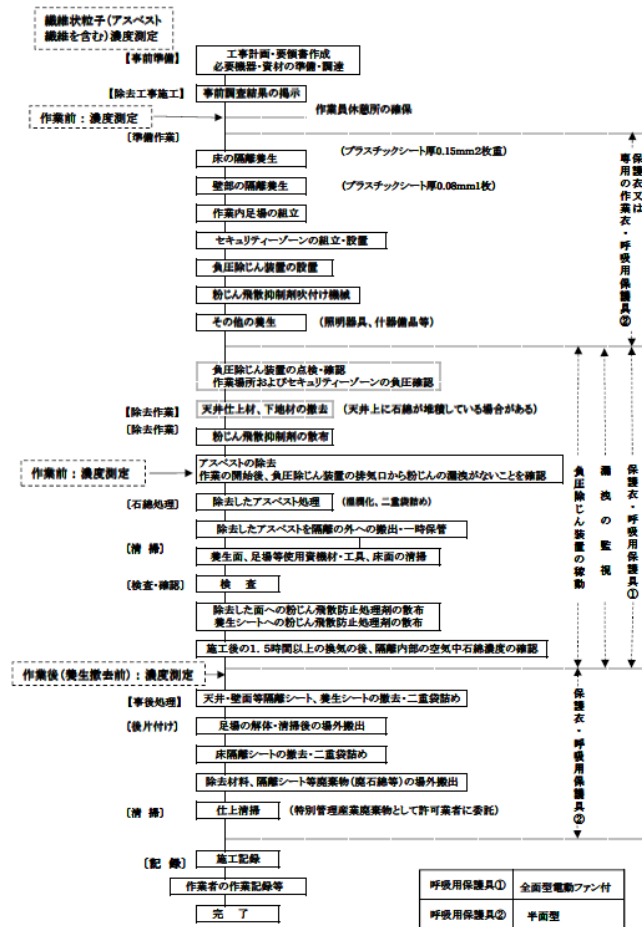 繊維状粒子(アスベスト
繊維を含む)濃度測定
【事前準備】
工事計画・要領書作成
必要機器・資材の準備・調達
【除去工事施工】
事前調査結果の掲示
作業員休憩所の確保
作業前:濃度測定
[準備作業]
床の隔離養生
(プラスチックシート厚0.15mm2枚重)
壁部の隔離養生
(プラスチックシート厚0.08mm1枚)
作業内足場の組立
セキュリティーゾーンの組立・設置
負圧除じん装置の設置
粉じん飛散抑制剤吹付け機械
その他の養生
(照明器具、什器備品等)
保護衣又は
専用の作業衣・呼吸用保護具②
負圧除じん装置の点検・確認
作業場所およびセキュリティーゾーンの負圧確認
【除去作業】
天井仕上材、下地材の撤去
(天井上に石綿が堆積している場合がある)
[除去作業]
粉じん飛散抑制剤の散布
作業前:濃度測定
アスベストの除去
作業の開始後、負圧除じん装置の排気口から粉じんの漏洩がないことを確認
[石綿処理]
除去したアスベスト処理
(湿潤化、二重袋詰め)
除去したアスベストを隔離の外への搬出・一時保管
[清 掃]
養生面、足場等使用資機材・工具、床面の清掃
[検査・確認]
検 査
除去した面への粉じん飛散防止処理剤の散布
養生シートへの粉じん飛散防止処理剤の散布
施工後の1.5時間以上の換気の後、隔離内部の空気中石綿濃度の確認
負圧除じん装置の稼動
漏洩の監視
保護衣・呼吸用保護具①
作業後(養生撤去前):濃度測定
【事後処理】
天井・壁面等隔離シート、養生シートの撤去・二重袋詰め
[後片付け]
足場の解体・清掃後の場外搬出
床隔離シートの撤去・二重袋詰め
除去材料、隔離シート等廃棄物(廃石綿等)の場外搬出
[清 掃]
仕上清掃
(特別管理産業廃棄物として許可業者に委託)
保護衣・呼吸用保護具②
[記 録]
施工記録
作業者の作業記録等
完 了
呼吸用保護具① 全面型電動ファン付
呼吸用保護具② 半面型